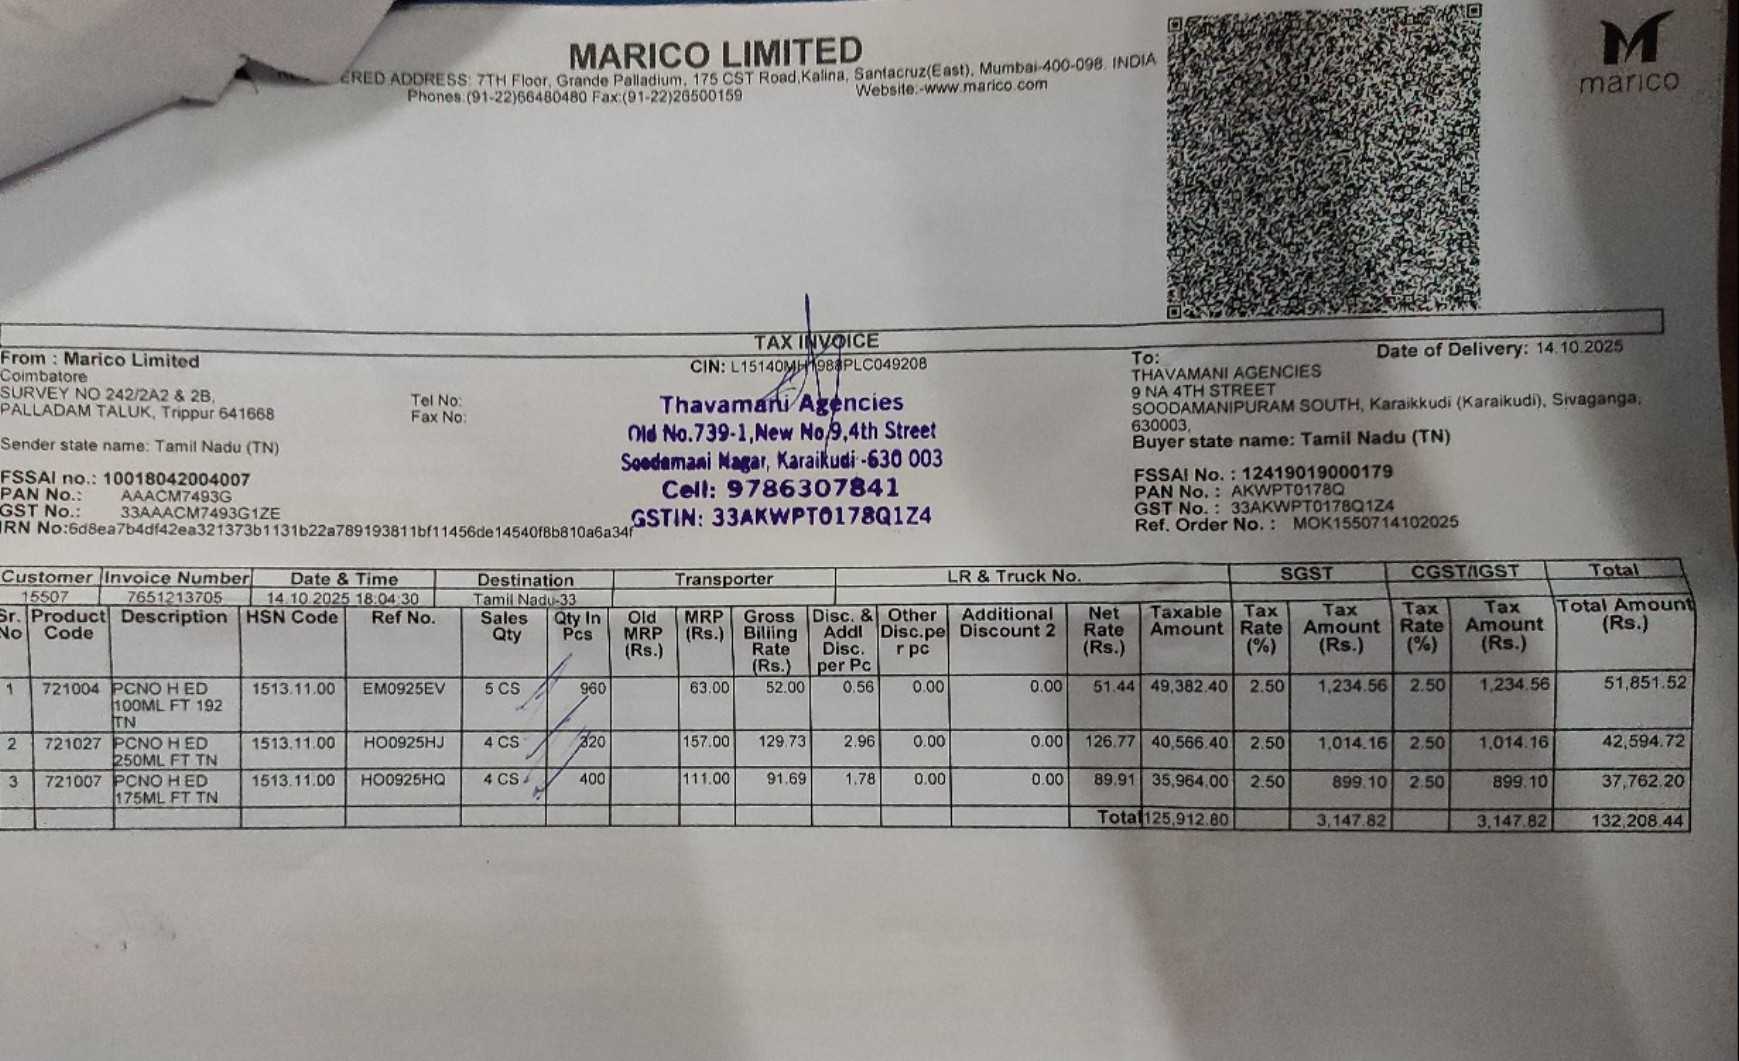 MARICO LIMITED
ERED ADDRESS: 7TH Floor, Grande Palladium, 175 CST Road,Kalina, Santacruz(East), Mumbai-400-098. INDIA
Phones:(91-22)66480480 Fax:(91-22)26500159 Website:-www.marico.com
marico
TAX INVOICE
CIN: L15140MH1988PLC049208
From : Marico Limited
Coimbatore
SURVEY NO 242/2A2 & 2B,
PALLADAM TALUK, Trippur 641668
Tel No:
Fax No:
Sender state name: Tamil Nadu (TN)
FSSAI no.: 10018042004007
PAN No.: AAACM7493G
GST No.: 33AAACM7493G1ZE
IRN No:6d8ea7b4df42ea321373b1131b22a789193811bf11456de14540f8b810a6a34f
Thavamani Agencies
Old No.739-1,New No/9,4th Street
Soodamani Nagar, Karaikudi -630 003
Cell: 9786307841
GSTIN: 33AKWPT0178Q1Z4
Date of Delivery: 14.10.2025
To:
THAVAMANI AGENCIES
9 NA 4TH STREET
SOODAMANIPURAM SOUTH, Karaikkudi (Karaikudi), Sivaganga,
630003,
Buyer state name: Tamil Nadu (TN)
FSSAI No. : 12419019000179
PAN No. : AKWPT0178Q
GST No. : 33AKWPT0178Q1Z4
Ref. Order No. : MOK1550714102025
Customer Invoice Number Date & Time Destination Transporter LR & Truck No. SGST CGST/IGST Total
15507 7651213705 14.10.2025 18:04:30 Tamil Nadu-33
Sr. No Product Code Description HSN Code Ref No. Sales Qty Qty In Pcs Old MRP (Rs.) MRP (Rs.) Gross Billing Rate (Rs.) Disc. & Addl Disc. per Pc Other Disc.pe r pc Additional Discount 2 Net Rate (Rs.) Taxable Amount Tax Rate (%) Tax Amount (Rs.) Tax Rate (%) Tax Amount (Rs.) Total Amount (Rs.)
1 721004 PCNO H ED 100ML FT 192 TN 1513.11.00 EM0925EV 5 CS 960 63.00 52.00 0.56 0.00 0.00 51.44 49,382.40 2.50 1,234.56 2.50 1,234.56 51,851.52
2 721027 PCNO H ED 250ML FT TN 1513.11.00 HO0925HJ 4 CS 320 157.00 129.73 2.96 0.00 0.00 126.77 40,566.40 2.50 1,014.16 2.50 1,014.16 42,594.72
3 721007 PCNO H ED 175ML FT TN 1513.11.00 HO0925HQ 4 CS 400 111.00 91.69 1.78 0.00 0.00 89.91 35,964.00 2.50 899.10 2.50 899.10 37,762.20
Total 125,912.80 3,147.82 3,147.82 132,208.44